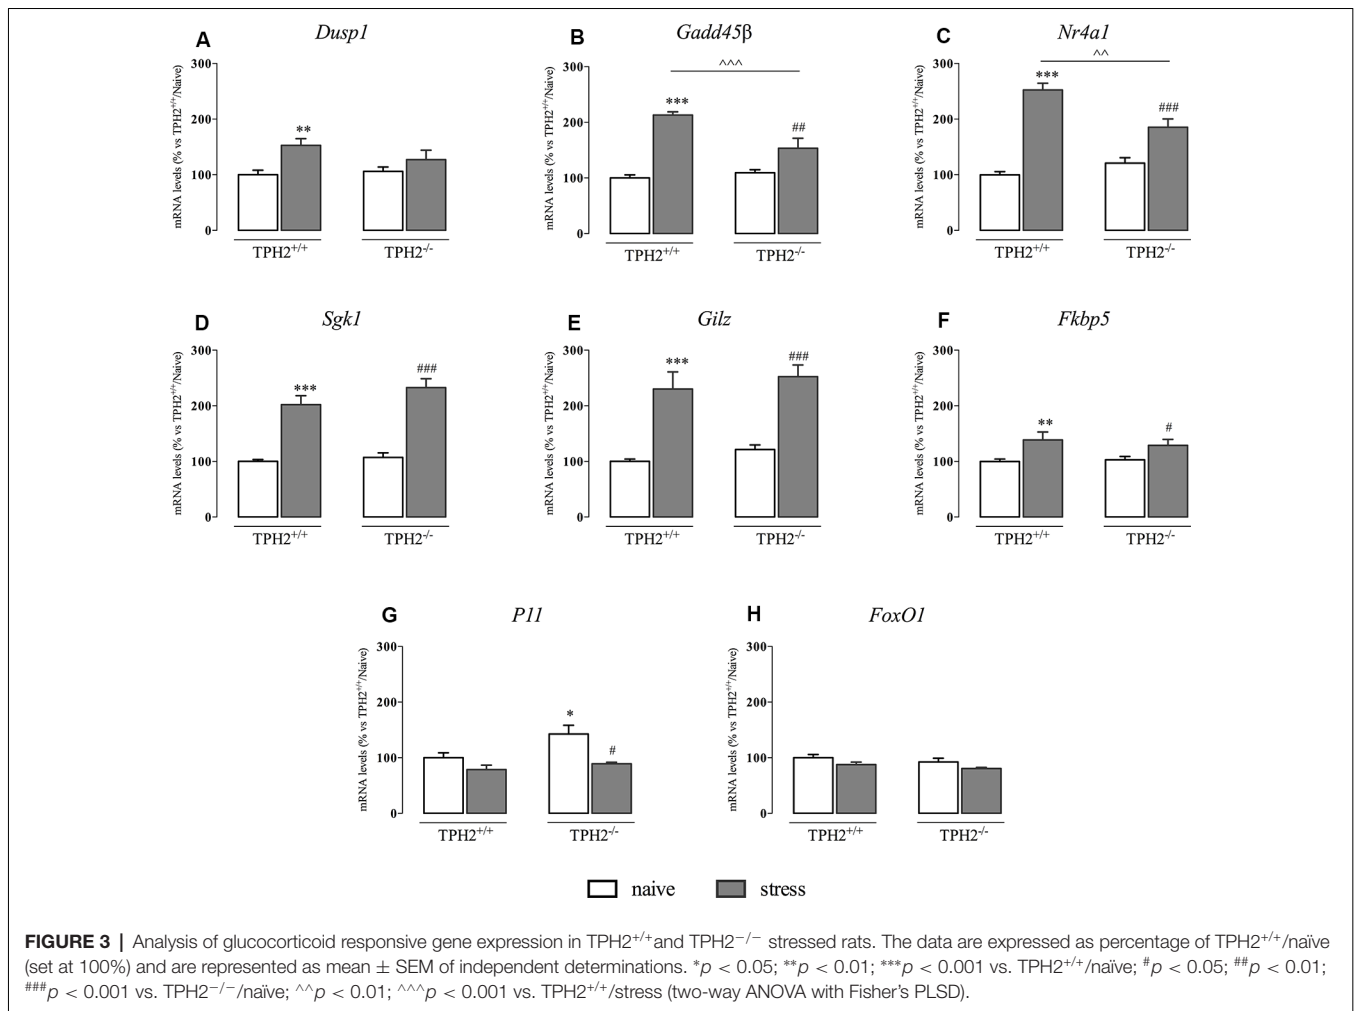 A Dusp1
mRNA levels (% vs TPH2+/+/Naive)
300
200
100
0
**
TPH2+/+ TPH2-/-
B Gadd45β
mRNA levels (% vs TPH2+/+/Naive)
300
200
100
0
^^^
***
##
TPH2+/+ TPH2-/-
C Nr4a1
mRNA levels (% vs TPH2+/+/Naive)
300
200
100
0
^^
***
###
TPH2+/+ TPH2-/-
D Sgk1
mRNA levels (% vs TPH2+/+/Naive)
300
200
100
0
***
###
TPH2+/+ TPH2-/-
E Gilz
mRNA levels (% vs TPH2+/+/Naive)
300
200
100
0
***
###
TPH2+/+ TPH2-/-
F Fkbp5
mRNA levels (% vs TPH2+/+/Naive)
300
200
100
0
**
#
TPH2+/+ TPH2-/-
G P11
mRNA levels (% vs TPH2+/+/Naive)
300
200
100
0
*
#
TPH2+/+ TPH2-/-
H FoxO1
mRNA levels (% vs TPH2+/+/Naive)
300
200
100
0
TPH2+/+ TPH2-/-
naive stress
FIGURE 3 | Analysis of glucocorticoid responsive gene expression in TPH2+/+and TPH2−/− stressed rats. The data are expressed as percentage of TPH2+/+/naïve
(set at 100%) and are represented as mean ± SEM of independent determinations. *p < 0.05; **p < 0.01; ***p < 0.001 vs. TPH2+/+/naïve; #p < 0.05; ##p < 0.01;
###p < 0.001 vs. TPH2−/−/naïve; ^^p < 0.01; ^^^p < 0.001 vs. TPH2+/+/stress (two-way ANOVA with Fisher's PLSD).